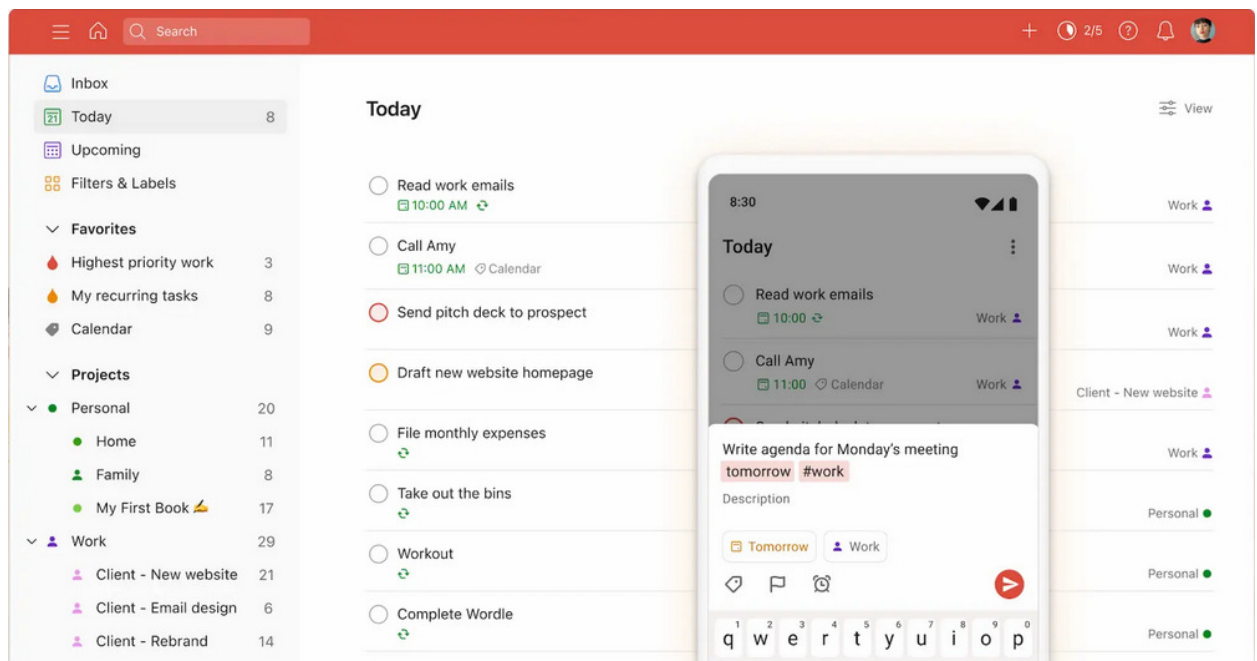 Search
2/5
Inbox
Today 8
Upcoming
Filters & Labels
Favorites
Highest priority work 3
My recurring tasks 8
Calendar 9
Projects
Personal 20
Home 11
Family 8
My First Book ✍️ 17
Work 29
Client - New website 21
Client - Email design 6
Client - Rebrand 14
Today
View
Read work emails
10:00 AM
Work
Call Amy
11:00 AM Calendar
Work
Send pitch deck to prospect
Work
Draft new website homepage
Client - New website
File monthly expenses
Work
Take out the bins
Personal
Workout
Personal
Complete Wordle
Personal
8:30
Today
Read work emails
10:00 Work
Call Amy
11:00 Calendar Work
Write agenda for Monday's meeting
tomorrow #work
Description
Tomorrow Work
1 2 3 4 5 6 7 8 9 0
q w e r t y u i o p